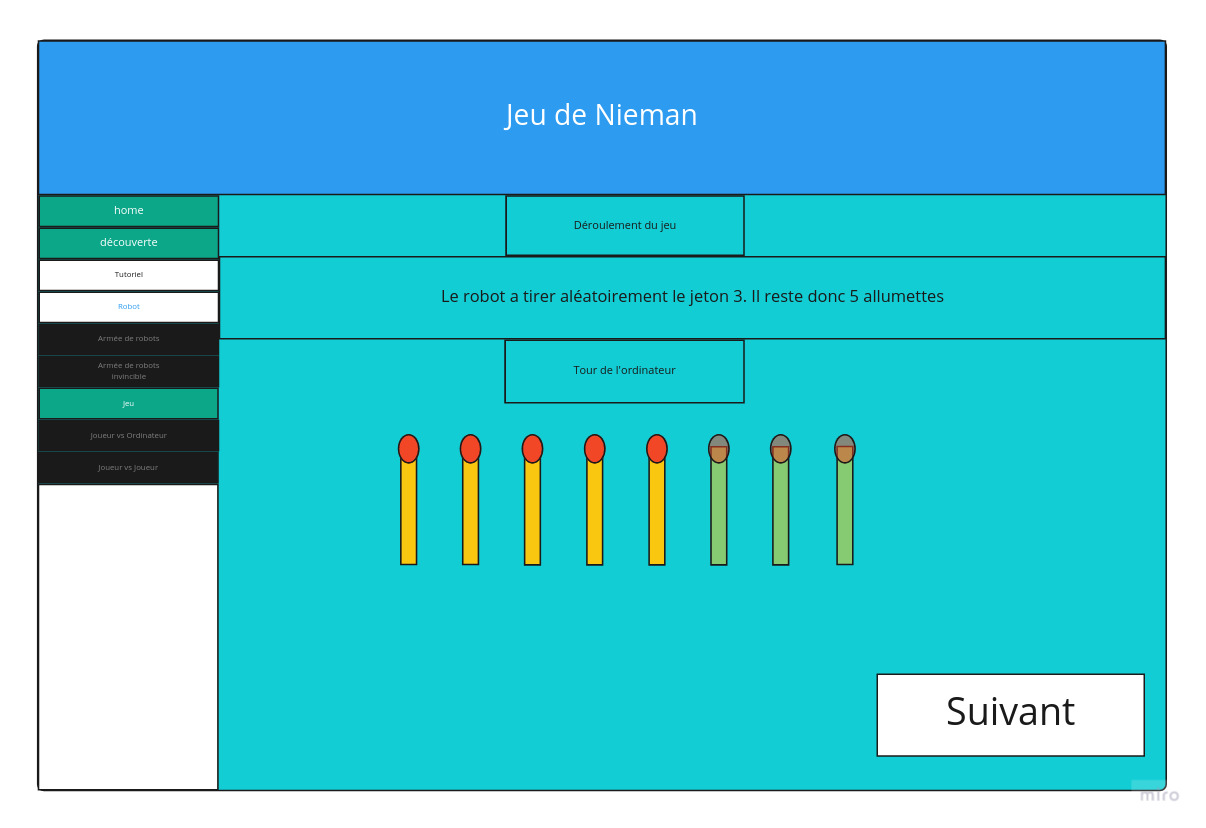 Jeu de Nieman
home
découverte
Tutoriel
Robot
Armée de robots
Armée de robots
invincible
Jeu
Joueur vs Ordinateur
Joueur vs Joueur
Déroulement du jeu
Le robot a tirer aléatoirement le jeton 3. Il reste donc 5 allumettes
Tour de l'ordinateur
Suivant
miro